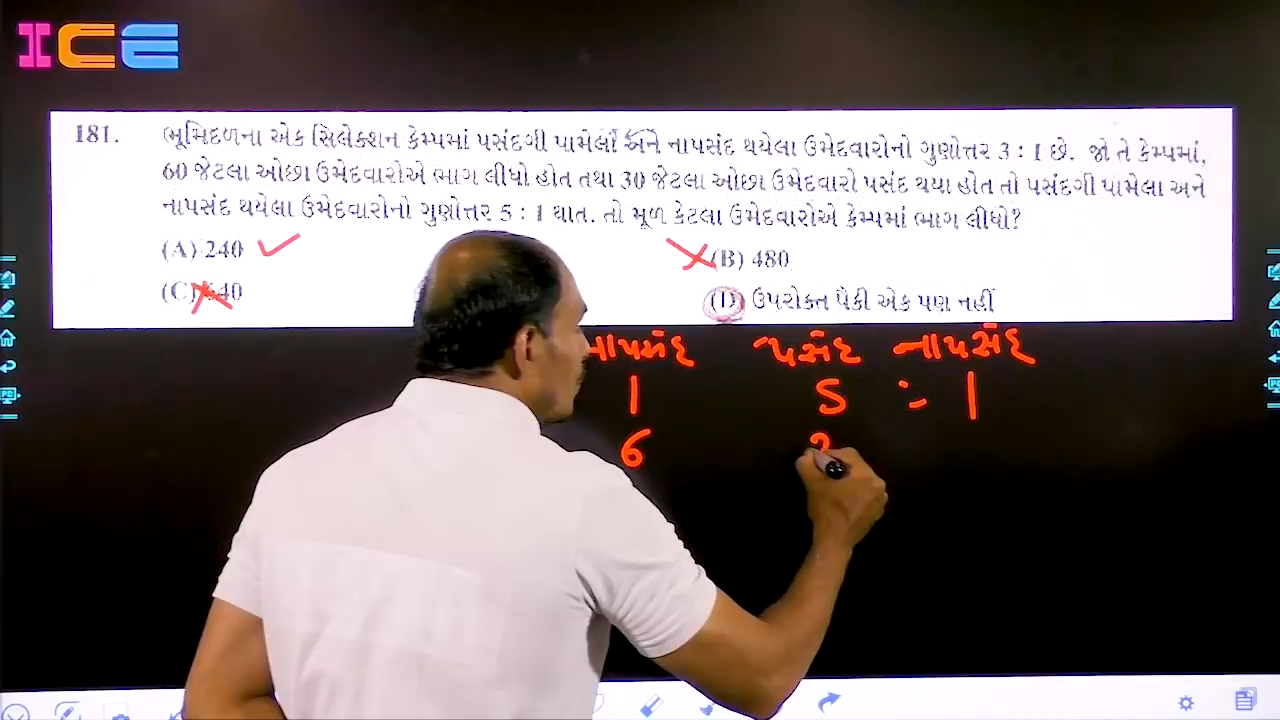 ICE
181. ભૂમિદળના એક સિલેક્શન કેમ્પમાં પસંદગી પામેલા અને નાપસંદ થયેલા ઉમેદવારોનો ગુણોત્તર 3 : 1 છે. જો તે કેમ્પમાં,
60 જેટલા ઓછા ઉમેદવારોએ ભાગ લીધો હોત તથા 30 જેટલા ઓછા ઉમેદવારો પસંદ થયા હોત તો પસંદગી પામેલા અને
નાપસંદ થયેલા ઉમેદવારોનો ગુણોત્તર 5 : 1 થાત. તો મૂળ કેટલા ઉમેદવારોએ કેમ્પમાં ભાગ લીધો?
(A) 240 (B) 480
(C) 640 (D) ઉપરોક્ત પૈકી એક પણ નહીં
નાપસંદ પસંદ નાપસંદ
1 5 : 1
6